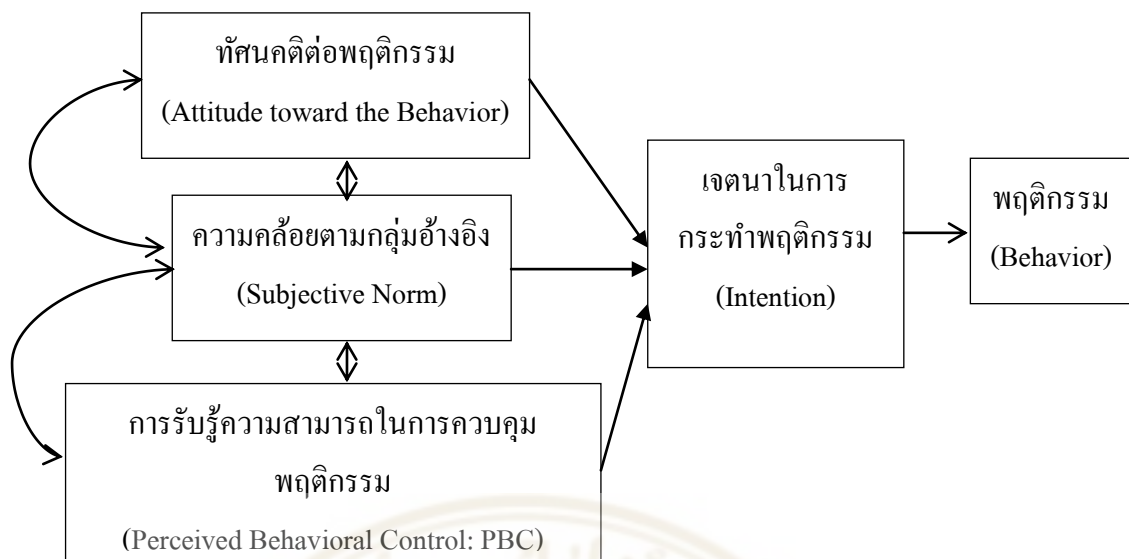 ทัศนคติต่อพฤติกรรม
(Attitude toward the Behavior)
ความคล้อยตามกลุ่มอ้างอิง
(Subjective Norm)
การรับรู้ความสามารถในการควบคุม
พฤติกรรม
(Perceived Behavioral Control: PBC)
เจตนาในการ
กระทำพฤติกรรม
(Intention)
พฤติกรรม
(Behavior)